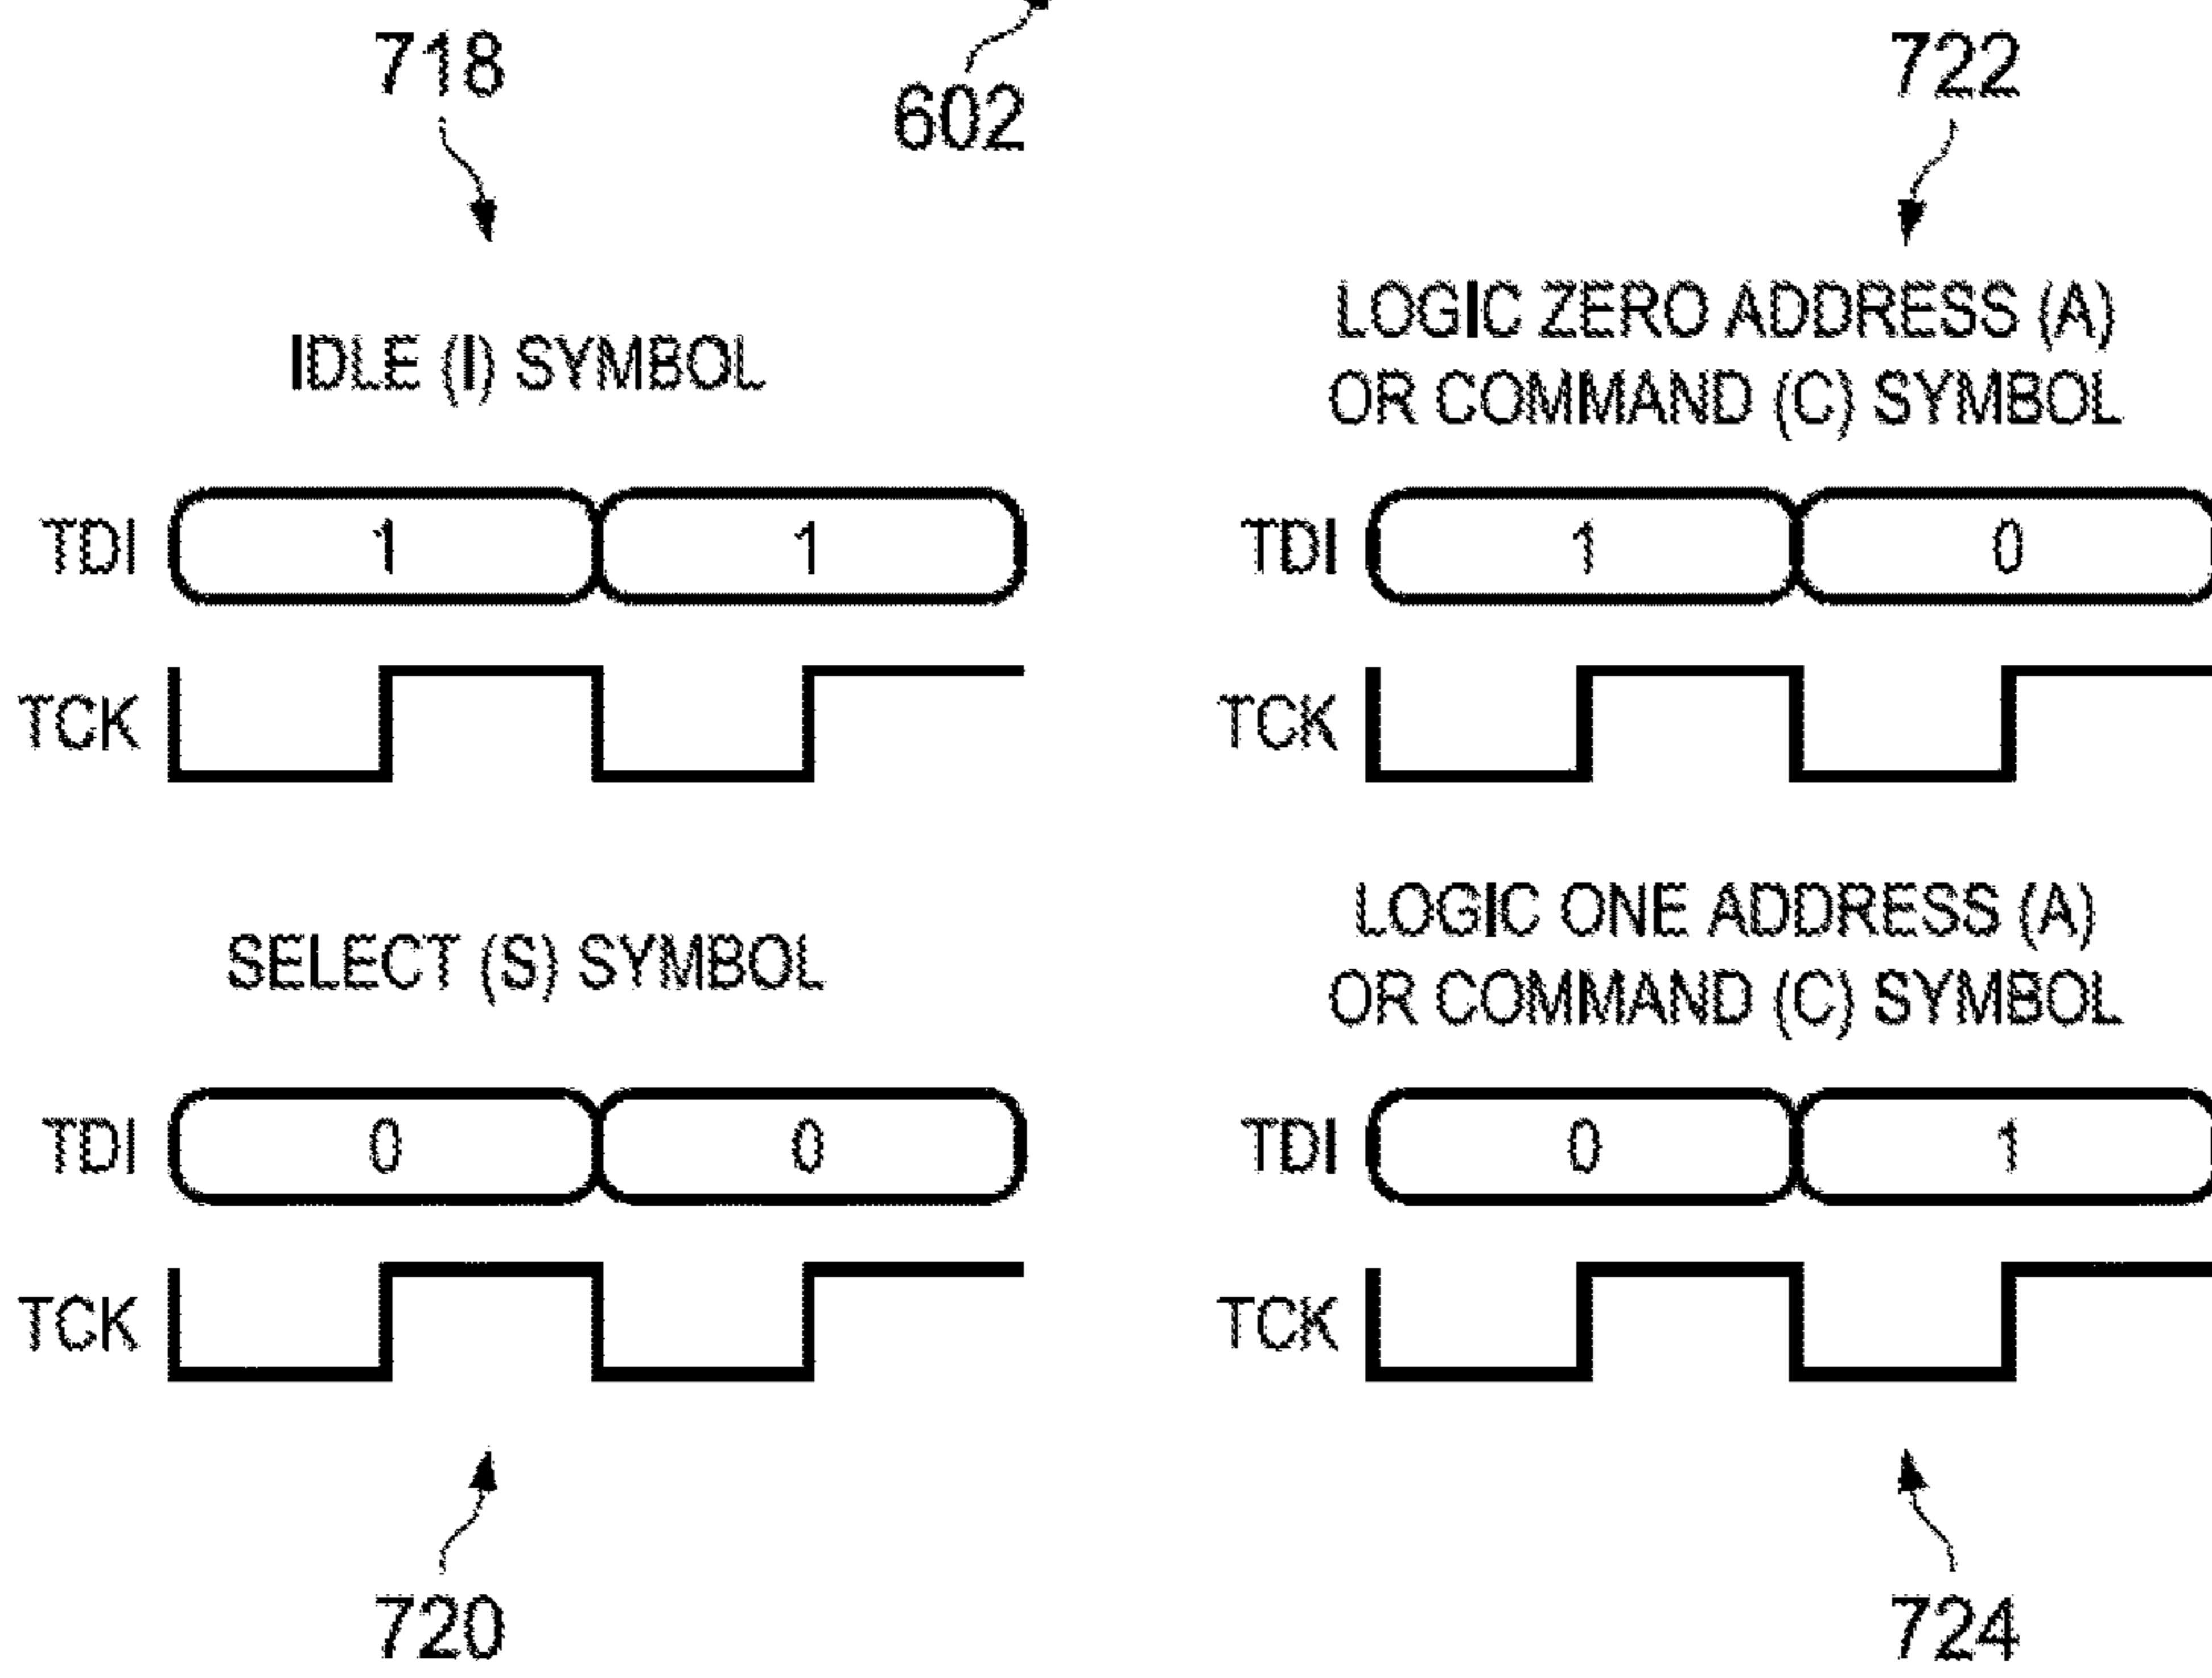 718
602
722
IDLE (I) SYMBOL
LOGIC ZERO ADDRESS (A)
OR COMMAND (C) SYMBOL
TDI 1 1
TDI 1 0
TCK
TCK
SELECT (S) SYMBOL
LOGIC ONE ADDRESS (A)
OR COMMAND (C) SYMBOL
TDI 0 0
TDI 0 1
TCK
TCK
720
724